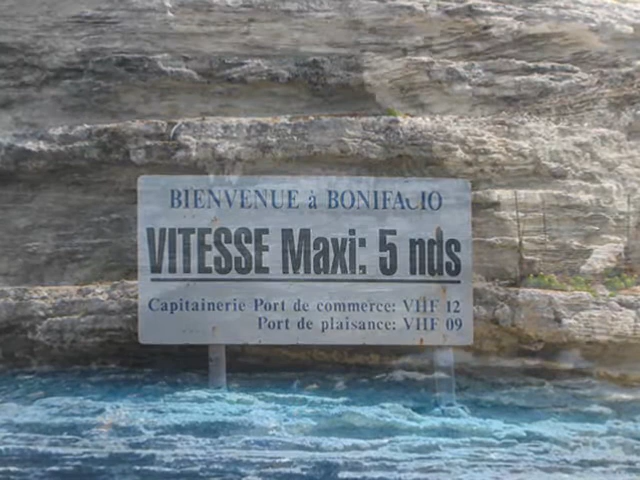 BIENVENUE à BONIFACIO
VITESSE Maxi: 5 nds
Capitainerie Port de commerce: VHF 12
Port de plaisance: VHF 09